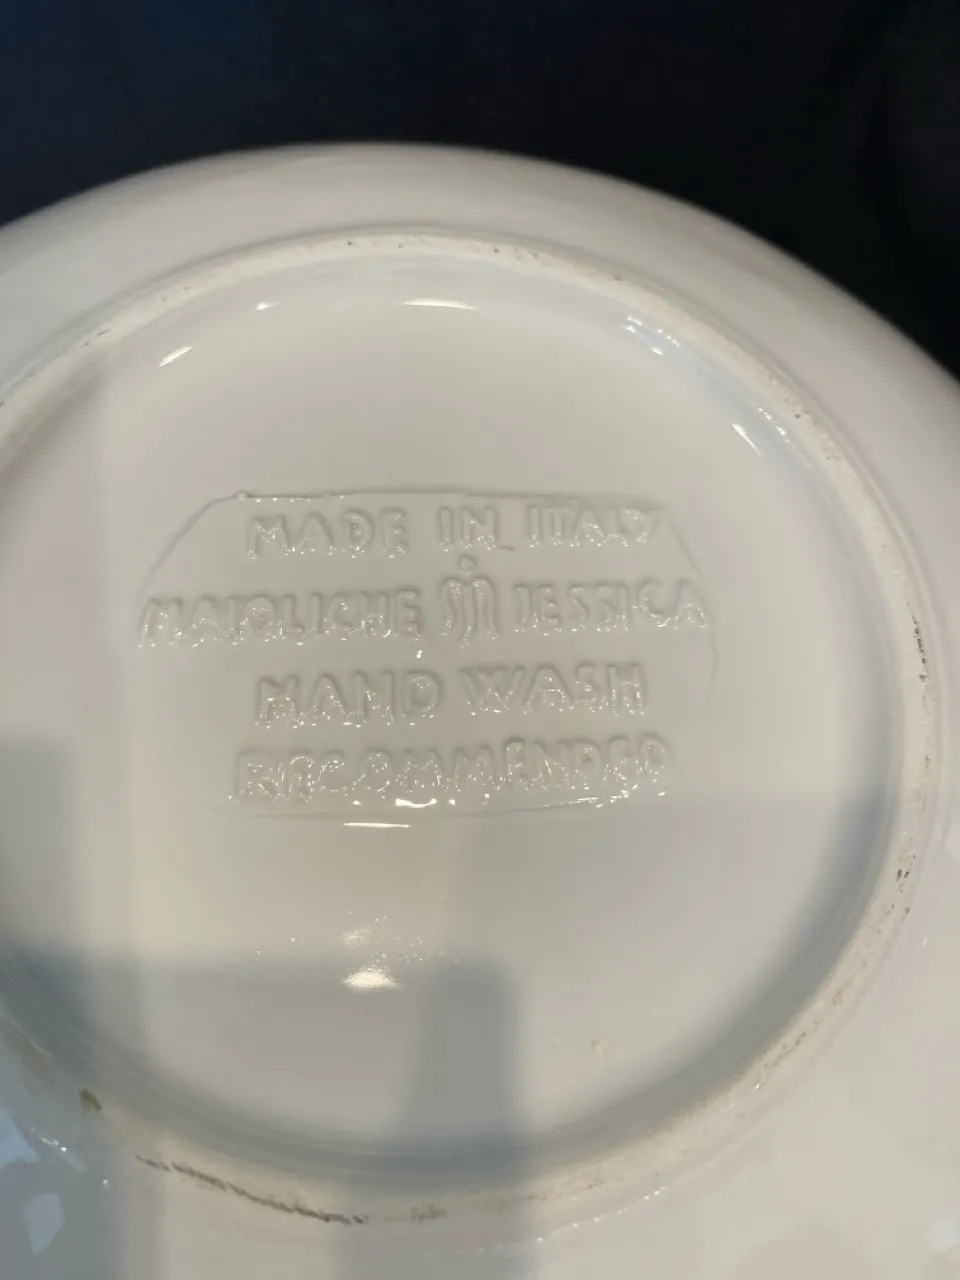 MADE IN ITALY
MAIOLICHE JESSICA
HAND WASH
RECOMMENDED